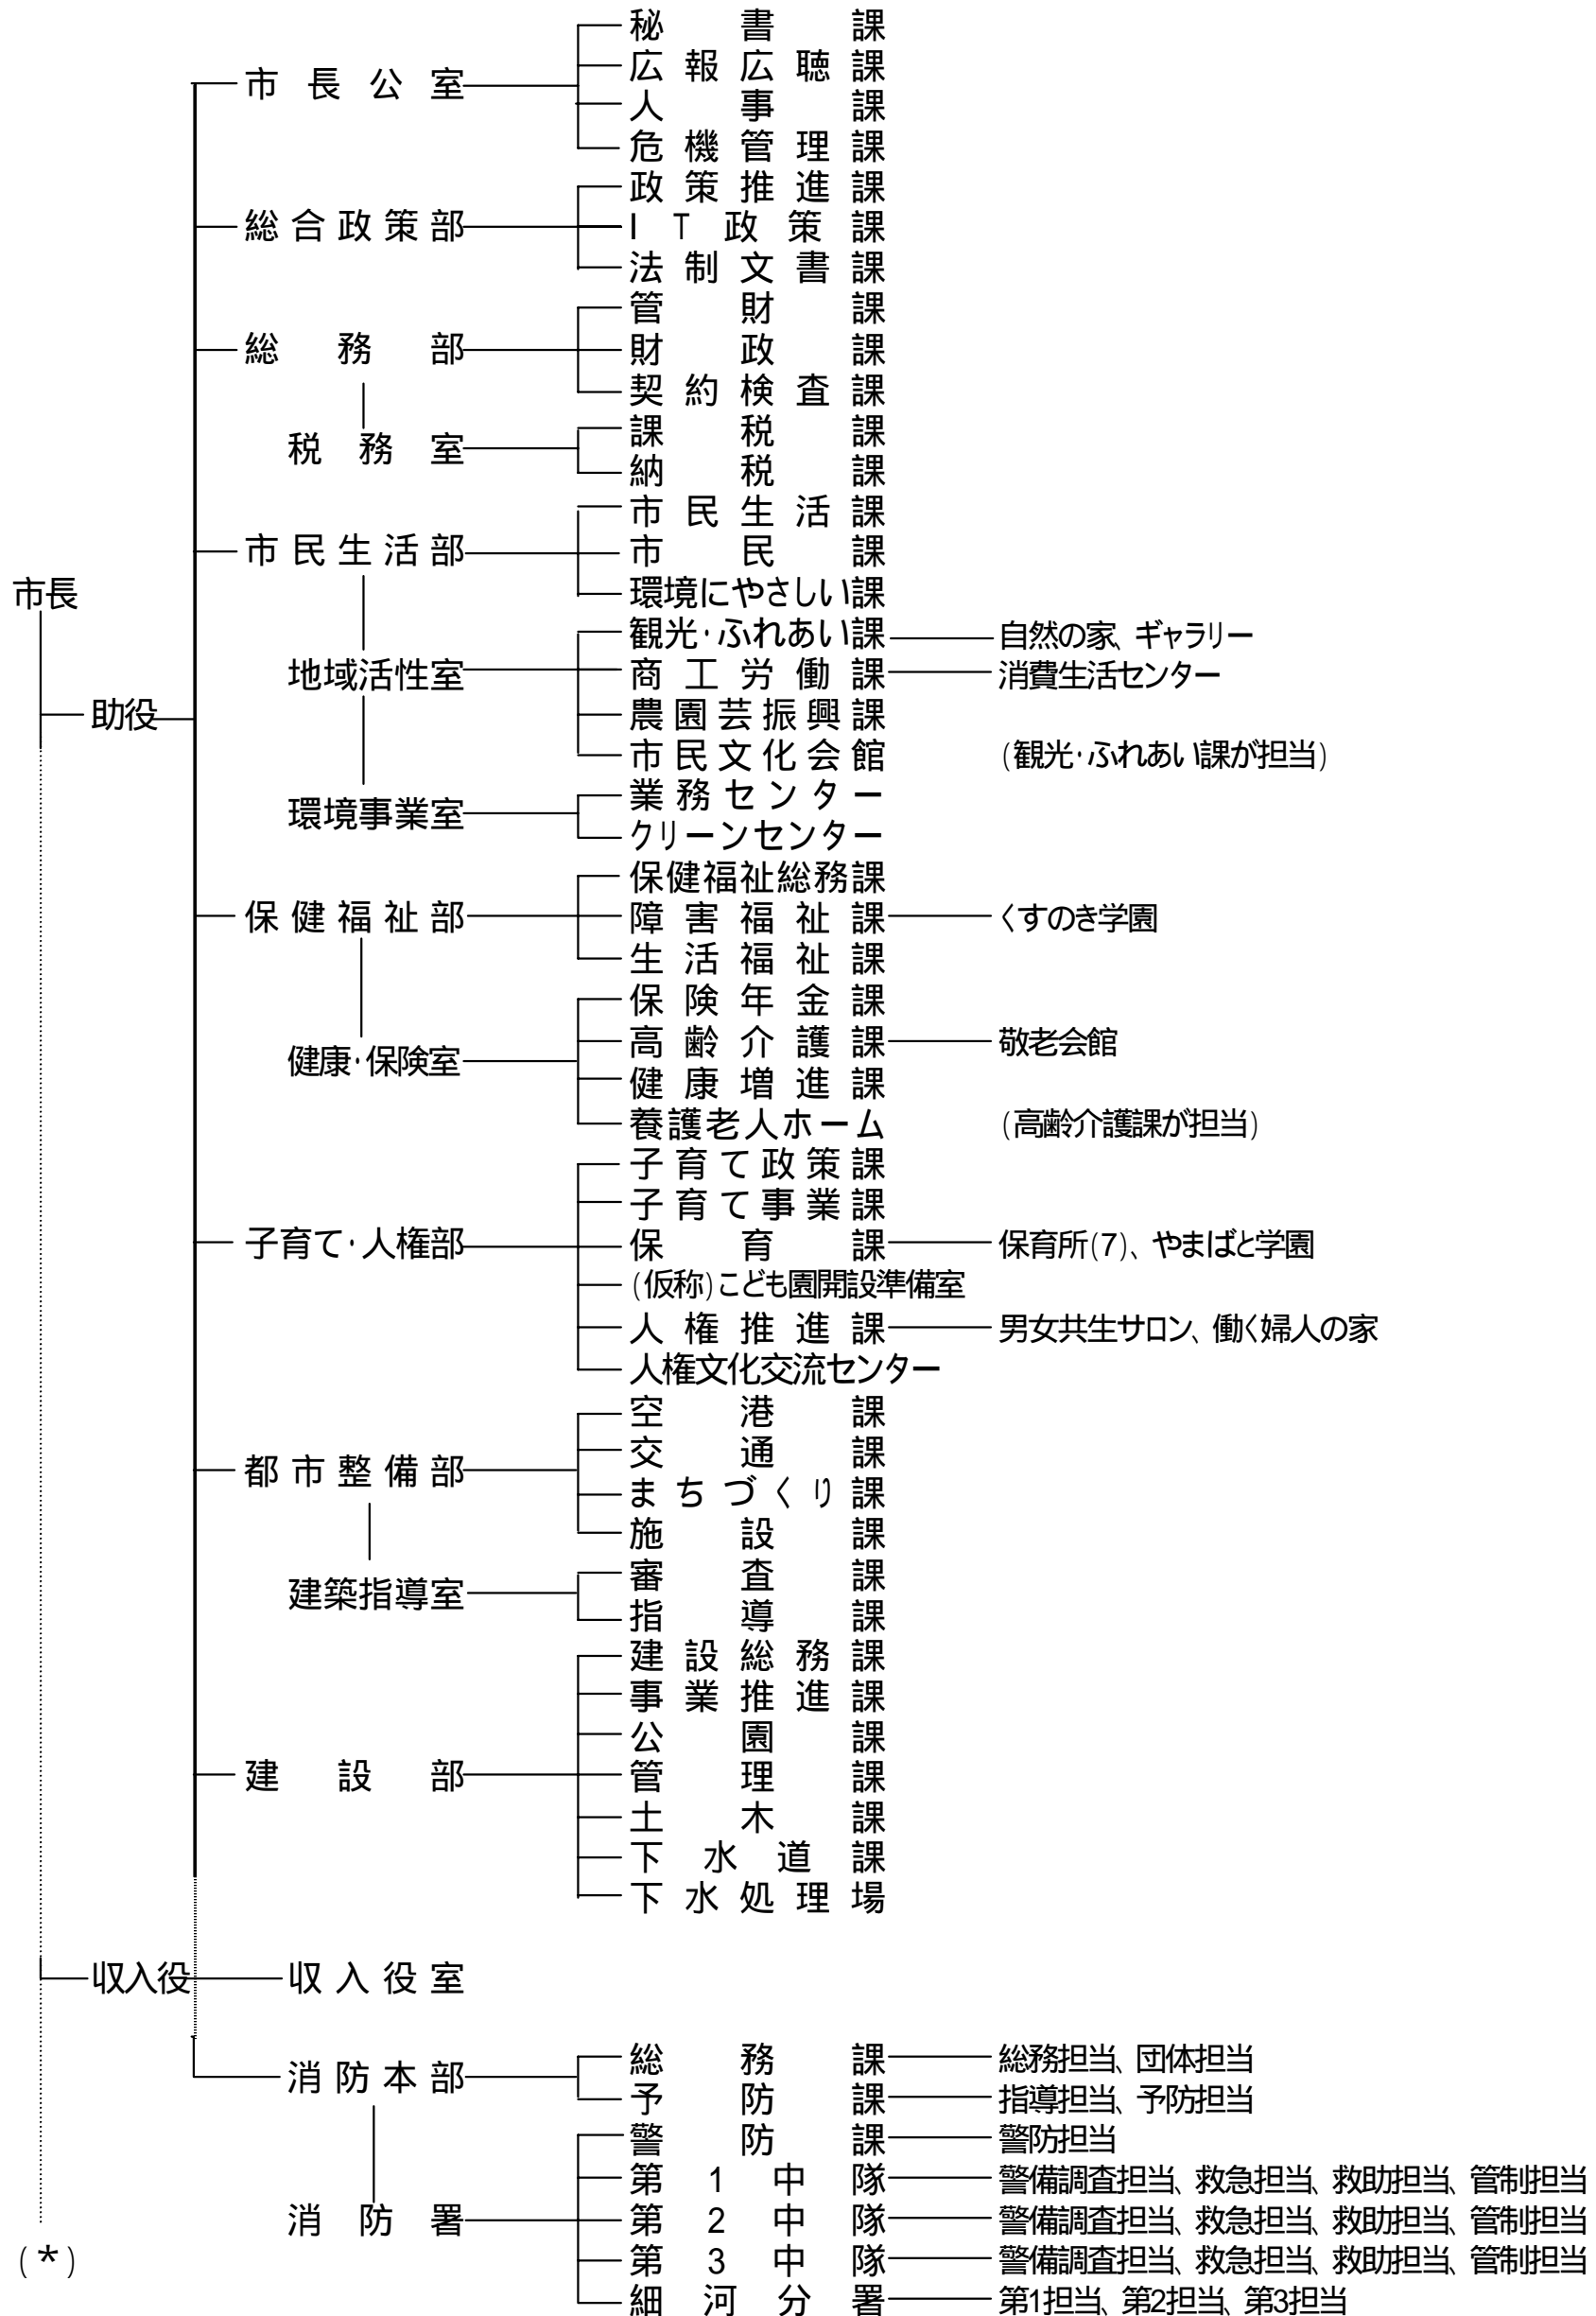 秘書課
広報広聴課
市長公室
人事課
危機管理課
政策推進課
総合政策部
IT政策課
法制文書課
管財課
総務部
財政課
契約検査課
課税課
税務室
納税課
市民生活課
市民生活部
市民課
環境にやさしい課
市長
観光・ふれあい課 自然の家、ギャラリー
地域活性室
商工労働課 消費生活センター
助役
農園芸振興課
市民文化会館 (観光・ふれあい課が担当)
業務センター
環境事業室
クリーンセンター
保健福祉総務課
保健福祉部
障害福祉課 くすのき学園
生活福祉課
保険年金課
高齢介護課 敬老会館
健康・保険室
健康増進課
養護老人ホーム (高齢介護課が担当)
子育て政策課
子育て事業課
子育て・人権部
保育課 保育所(7)、やまばと学園
(仮称)こども園開設準備室
人権推進課 男女共生サロン、働く婦人の家
人権文化交流センター
空港課
交通課
都市整備部
まちづくり課
施設課
審査課
建築指導室
指導課
建設総務課
事業推進課
公園課
建設部
管理課
土木課
下水道課
下水処理場
収入役 収入役室
総務課 総務担当、団体担当
消防本部
予防課 指導担当、予防担当
警防課 警防担当
第1中隊 警備調査担当、救急担当、救助担当、管制担当
消防署
第2中隊 警備調査担当、救急担当、救助担当、管制担当
(*)
第3中隊 警備調査担当、救急担当、救助担当、管制担当
細河分署 第1担当、第2担当、第3担当